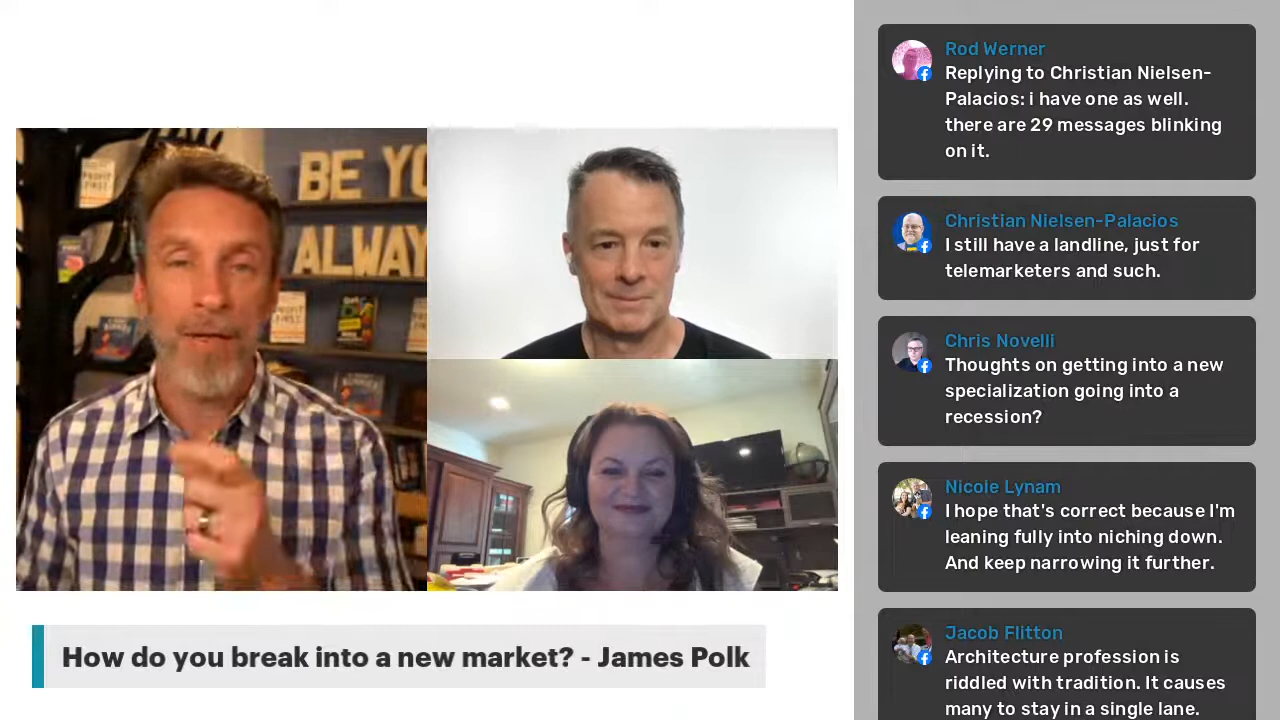 BE YO
ALWAY
PROFIT
FIRST
How do you break into a new market? - James Polk
Rod Werner
Replying to Christian Nielsen-
Palacios: i have one as well.
there are 29 messages blinking
on it.
Christian Nielsen-Palacios
I still have a landline, just for
telemarketers and such.
Chris Novelli
Thoughts on getting into a new
specialization going into a
recession?
Nicole Lynam
I hope that's correct because I'm
leaning fully into niching down.
And keep narrowing it further.
Jacob Flitton
Architecture profession is
riddled with tradition. It causes
many to stay in a single lane.